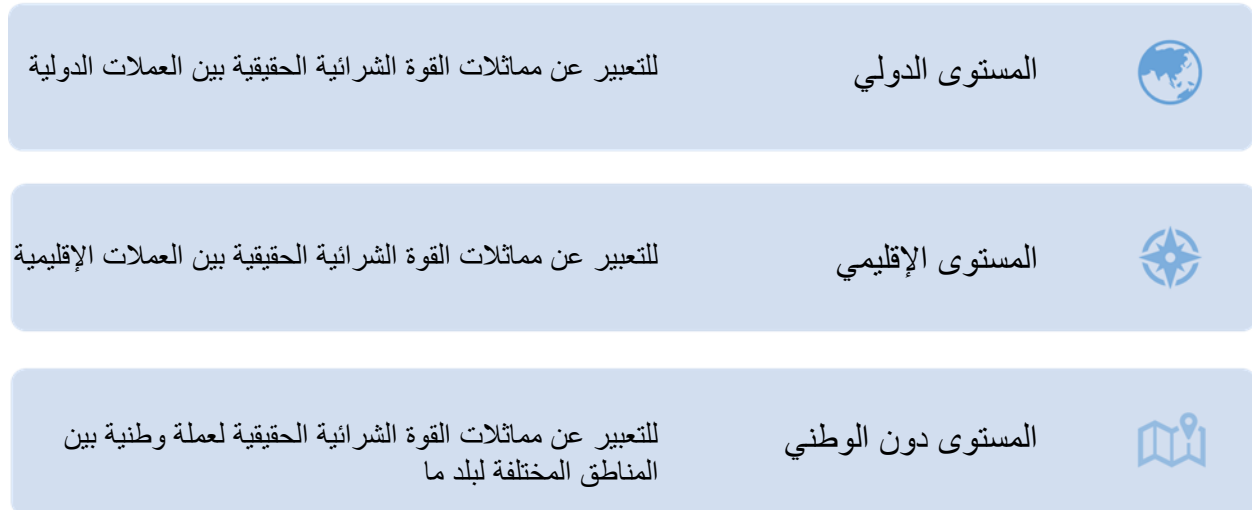 المستوى الدولي
للتعبير عن مماثلات القوة الشرائية الحقيقية بين العملات الدولية
المستوى الإقليمي
للتعبير عن مماثلات القوة الشرائية الحقيقية بين العملات الإقليمية
المستوى دون الوطني
للتعبير عن مماثلات القوة الشرائية الحقيقية لعملة وطنية بين
المناطق المختلفة لبلد ما